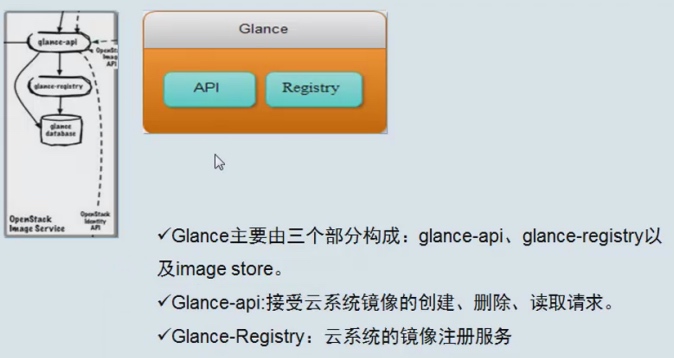 glance-api
OpenStack
Image
API
glance-registry
glance
database
OpenStack
Image Service
OpenStack
Identity
API
Glance
API
Registry
✓Glance主要由三个部分构成：glance-api、glance-registry以
及image store。
✓Glance-api:接受云系统镜像的创建、删除、读取请求。
✓Glance-Registry：云系统的镜像注册服务